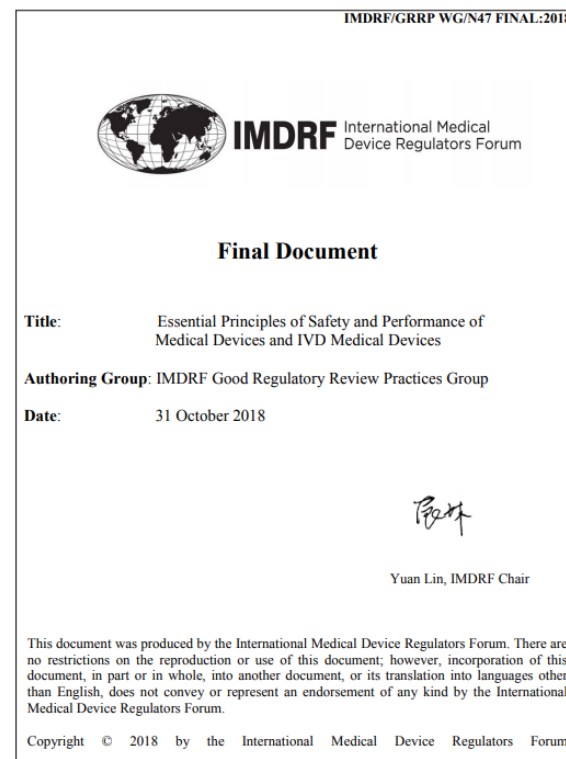 IMDRF/GRRP WG/N47 FINAL:2018
IMDRF International Medical
Device Regulators Forum
Final Document
Title: Essential Principles of Safety and Performance of
Medical Devices and IVD Medical Devices
Authoring Group: IMDRF Good Regulatory Review Practices Group
Date: 31 October 2018
Yuan Lin, IMDRF Chair
This document was produced by the International Medical Device Regulators Forum. There are
no restrictions on the reproduction or use of this document; however, incorporation of this
document, in part or in whole, into another document, or its translation into languages other
than English, does not convey or represent an endorsement of any kind by the International
Medical Device Regulators Forum.
Copyright © 2018 by the International Medical Device Regulators Forum